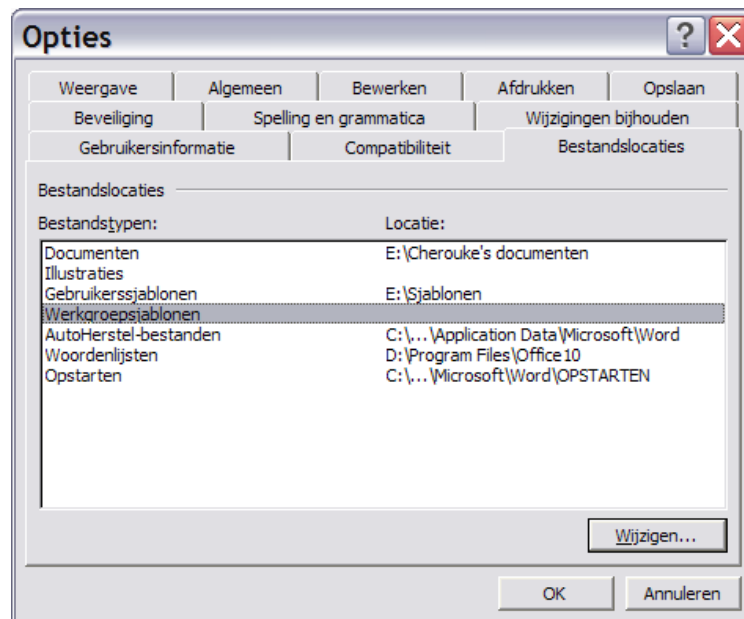 Opties
Weergave Algemeen Bewerken Afdrukken Opslaan
Beveiliging Spelling en grammatica Wijzigingen bijhouden
Gebruikersinformatie Compatibiliteit Bestandslocaties
Bestandslocaties
Bestandstypen: Locatie:
Documenten E:\Cherouke's documenten
Illustraties
Gebruikerssjablonen E:\Sjablonen
Werkgroepsjablonen
AutoHerstel-bestanden C:\...\Application Data\Microsoft\Word
Woordenlijsten D:\Program Files\Office10
Opstarten C:\...\Microsoft\Word\OPSTARTEN
Wijzigen...
OK Annuleren